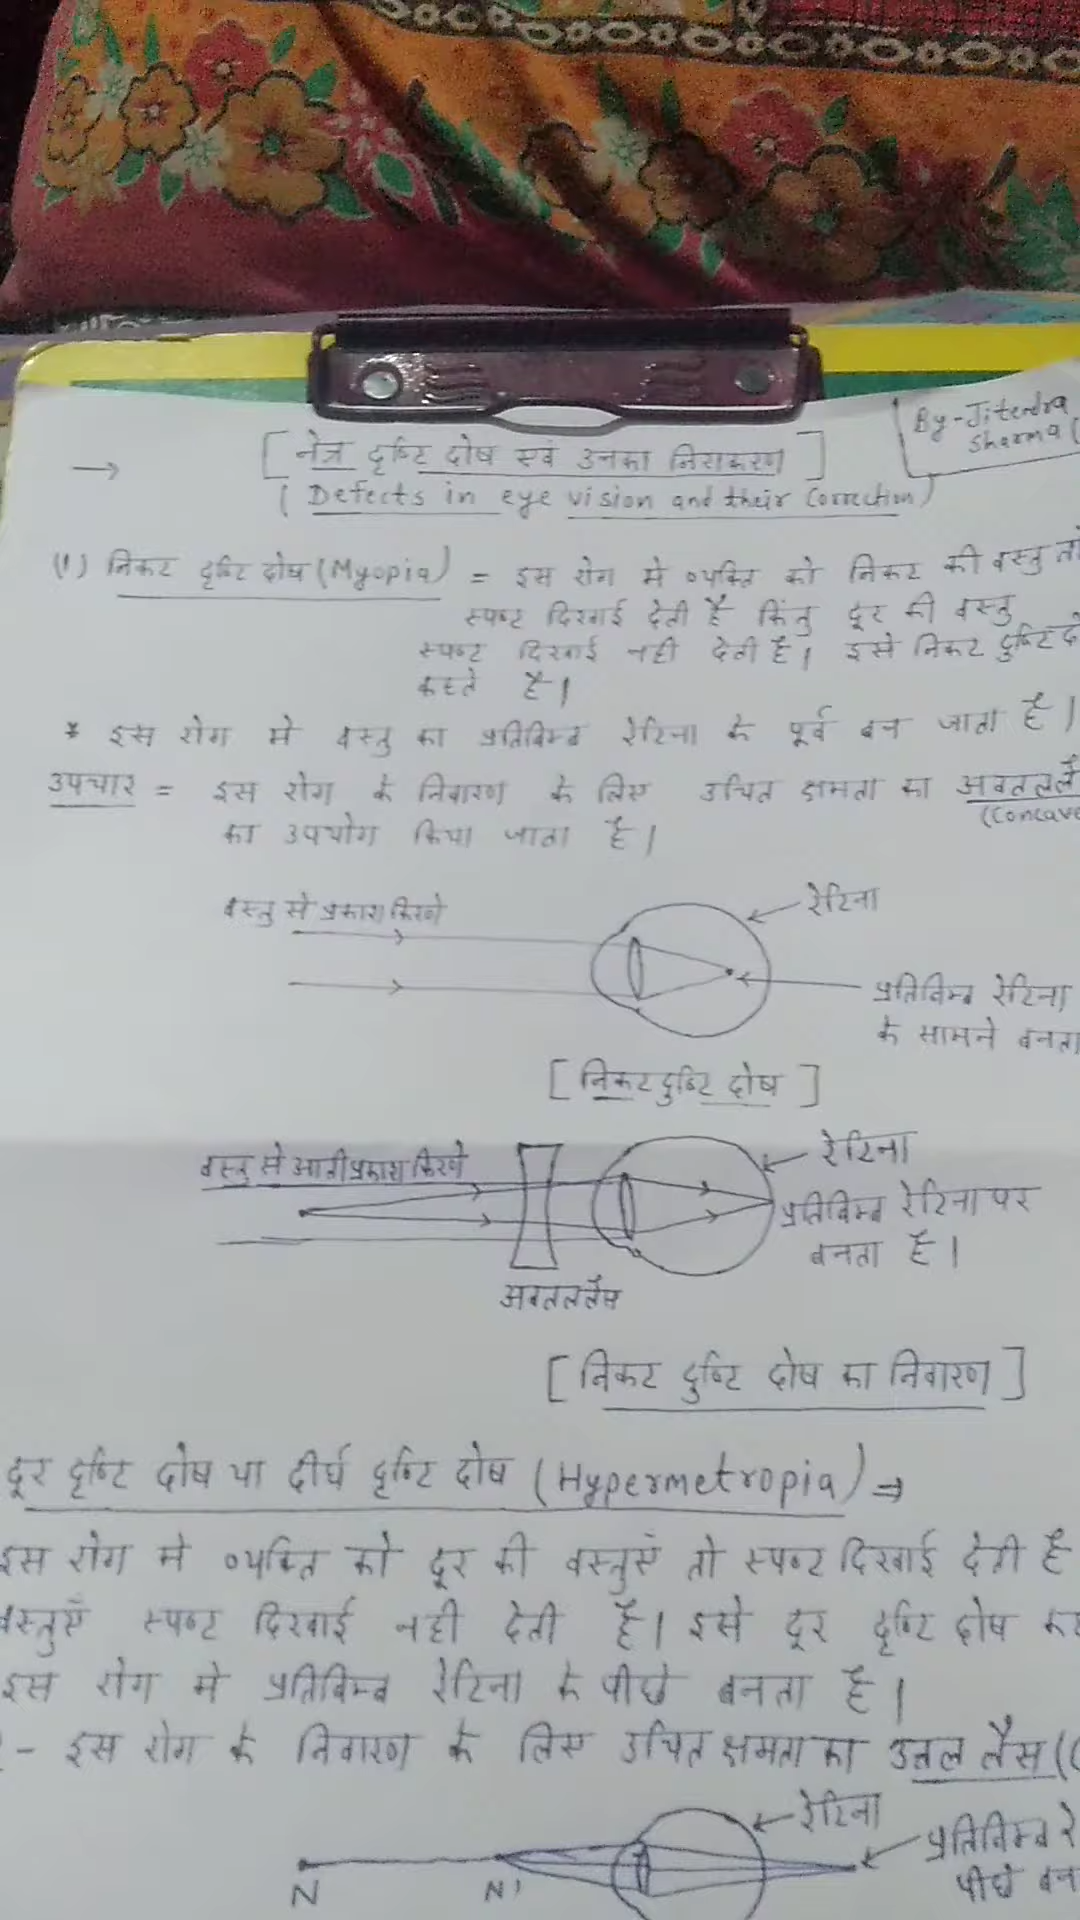 By-Jitendra
Sharma (
→ [नेत्र दृष्टि दोष एवं उनका निराकरण]
(Defects in eye vision and their Correction)
(1) निकट दृष्टि दोष (Myopia) = इस रोग मे व्यक्ति को निकट की वस्तु तो
स्पष्ट दिखाई देती है किंतु दूर की वस्तु
स्पष्ट दिखाई नही देती है। इसे निकट दृष्टि दो
कहते है।
* इस रोग मे वस्तु का प्रतिबिम्ब रेटिना के पूर्व बन जाता है।
उपचार = इस रोग के निवारण के लिए उचित क्षमता का अवतल लें
(Concave
का उपयोग किया जाता है।
वस्तु से प्रकाश किरणे
रेटिना
प्रतिबिम्ब रेटिना
के सामने बनता
[निकट दृष्टि दोष]
वस्तु से आती प्रकाश किरणे
रेटिना
प्रतिबिम्ब रेटिना पर
बनता है।
अवतल लैंस
[निकट दृष्टि दोष का निवारण]
दूर दृष्टि दोष या दीर्घ दृष्टि दोष (Hypermetropia) ⇒
इस रोग मे व्यक्ति को दूर की वस्तुएं तो स्पष्ट दिखाई देती है
वस्तुएं स्पष्ट दिखाई नही देती है। इसे दूर दृष्टि दोष कह
इस रोग मे प्रतिबिम्ब रेटिना के पीछे बनता है।
- इस रोग के निवारण के लिए उचित क्षमता का उत्तल लैंस (C
रेटिना
प्रतिबिम्ब रे
पीछे बन
N N'